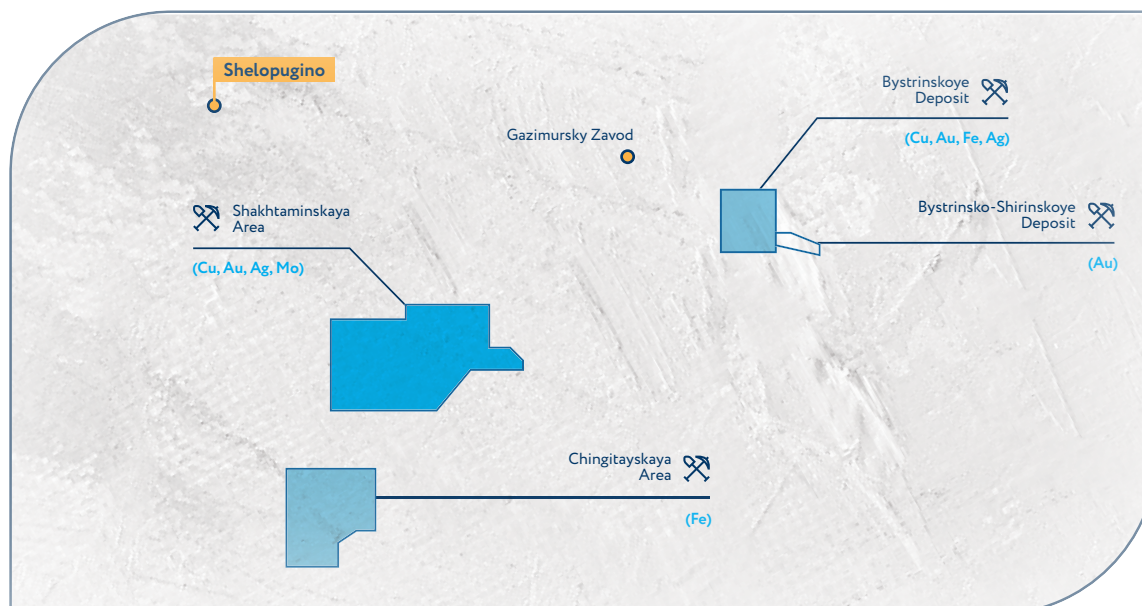 Shelopugino
Gazimursky Zavod
Bystrinskoye
Deposit
(Cu, Au, Fe, Ag)
Shakhtaminskaya
Area
(Cu, Au, Ag, Mo)
Bystrinsko-Shirinskoye
Deposit
(Au)
Chingitayskaya
Area
(Fe)